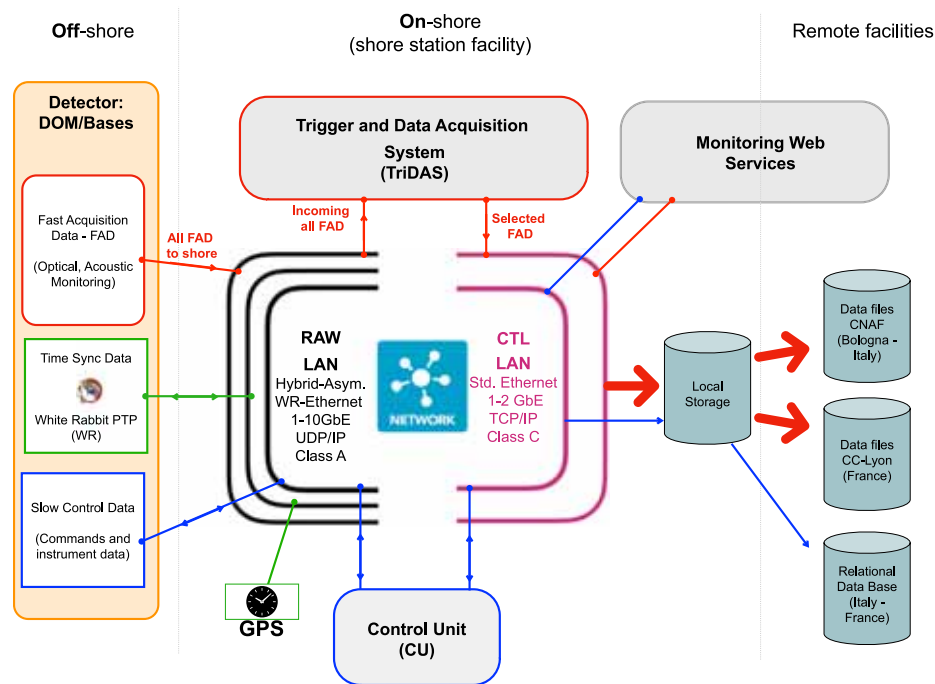 Off-shore
On-shore
(shore station facility)
Remote facilities
Detector:
DOM/Bases
Fast Acquisition
Data - FAD
(Optical, Acoustic
Monitoring)
All FAD
to shore
Time Sync Data
White Rabbit PTP
(WR)
Slow Control Data
(Commands and
instrument data)
Trigger and Data Acquisition
System
(TriDAS)
Incoming
all FAD
Selected
FAD
Monitoring Web
Services
RAW
LAN
Hybrid-Asym.
WR-Ethernet
1-10GbE
UDP/IP
Class A
NETWORK
CTL
LAN
Std. Ethernet
1-2 GbE
TCP/IP
Class C
GPS
Control Unit
(CU)
Local
Storage
Data files
CNAF
(Bologna -
Italy)
Data files
CC-Lyon
(France)
Relational
Data Base
(Italy -
France)